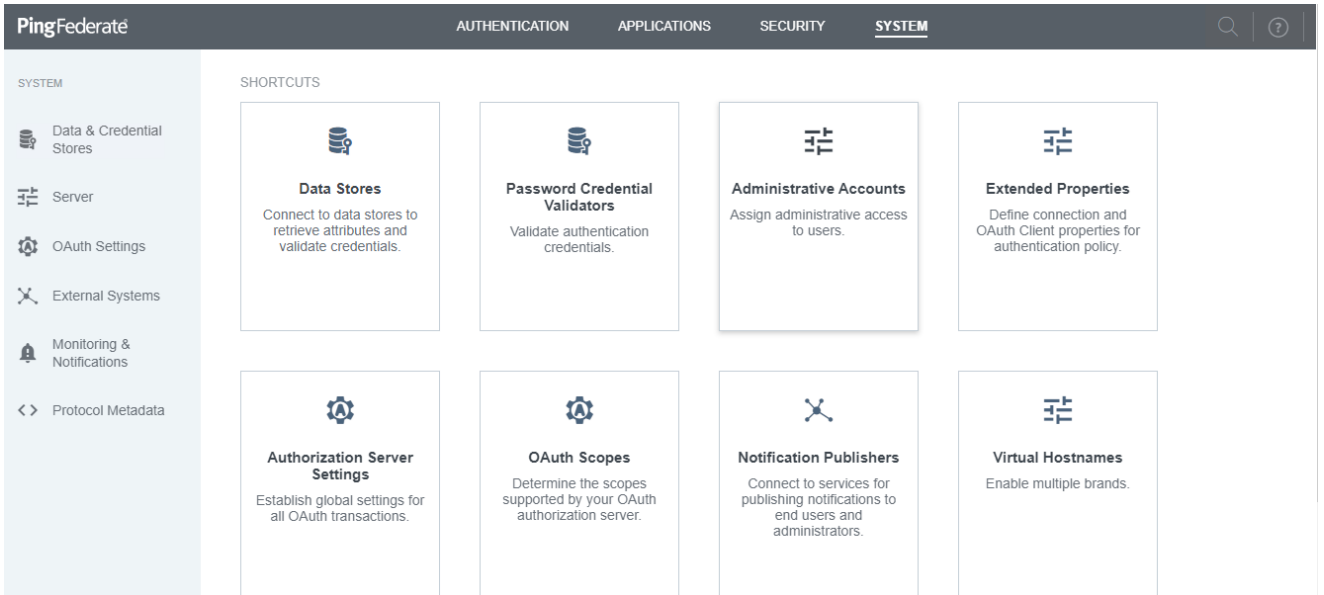 PingFederate
AUTHENTICATION
APPLICATIONS
SECURITY
SYSTEM
?
SYSTEM
Data & Credential
Stores
Server
OAuth Settings
External Systems
Monitoring &
Notifications
Protocol Metadata
SHORTCUTS
Data Stores
Connect to data stores to
retrieve attributes and
validate credentials.
Password Credential
Validators
Validate authentication
credentials.
Administrative Accounts
Assign administrative access
to users.
Extended Properties
Define connection and
OAuth Client properties for
authentication policy.
Authorization Server
Settings
Establish global settings for
all OAuth transactions.
OAuth Scopes
Determine the scopes
supported by your OAuth
authorization server.
Notification Publishers
Connect to services for
publishing notifications to
end users and
administrators.
Virtual Hostnames
Enable multiple brands.